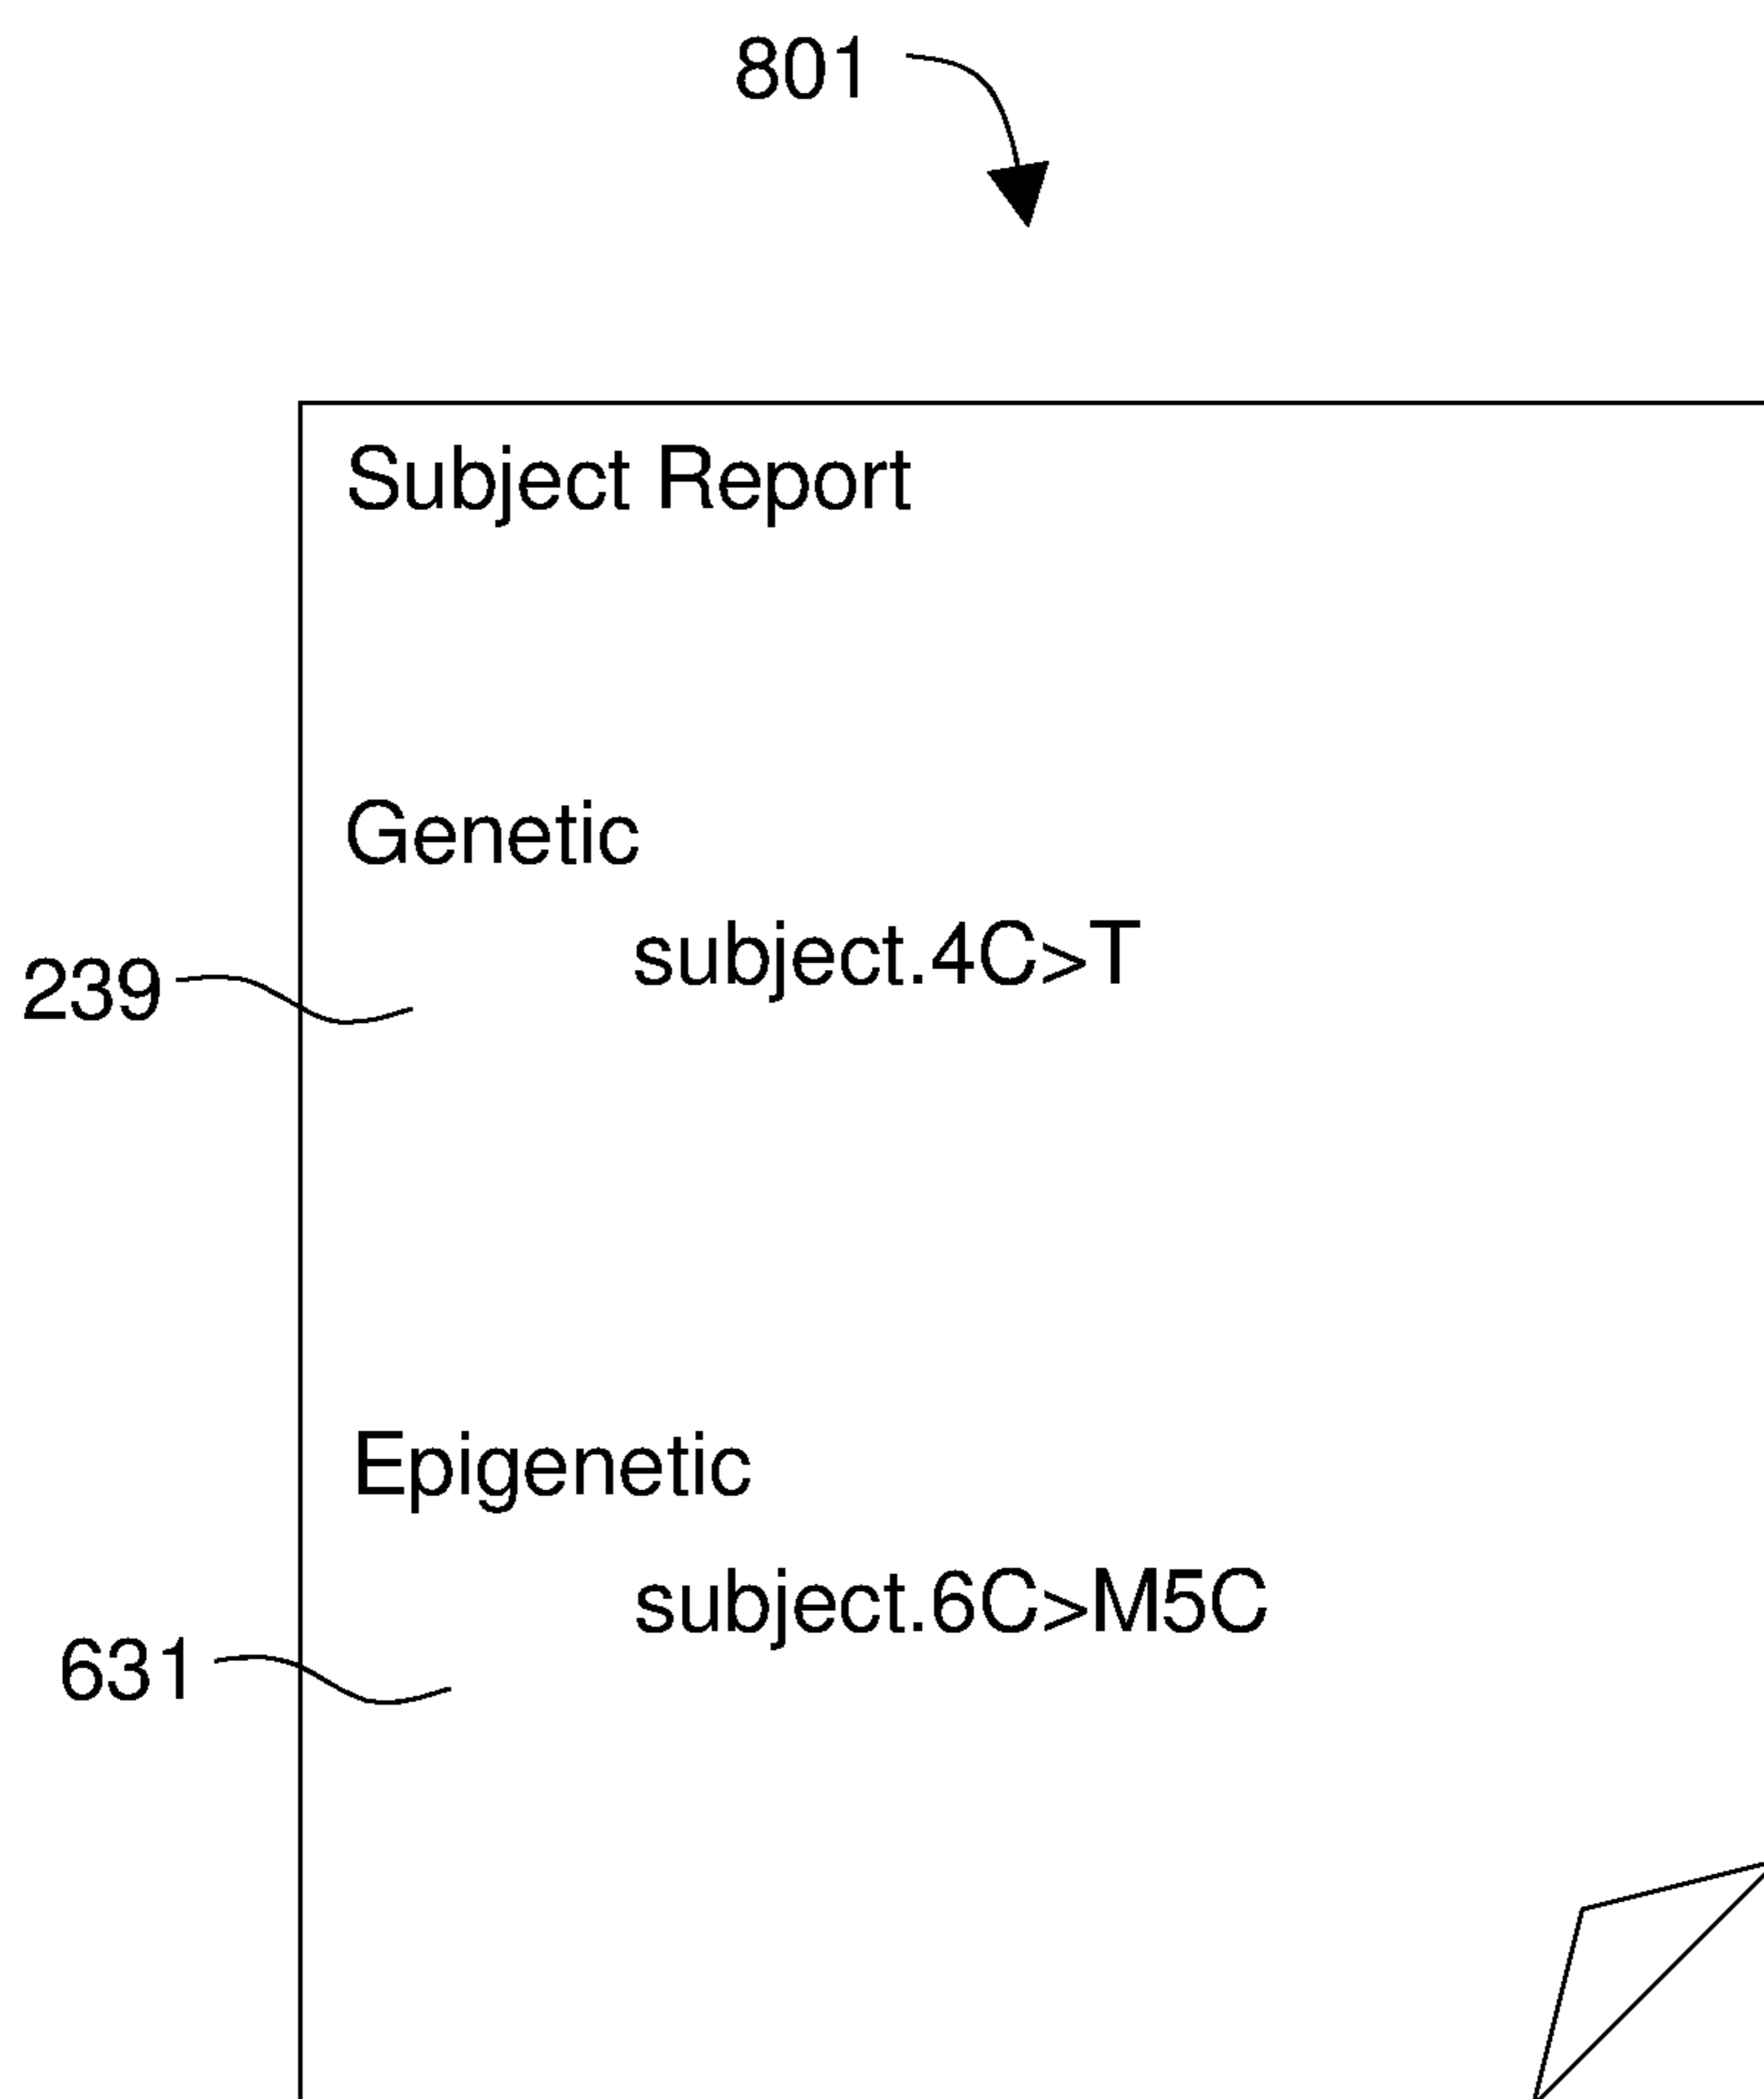 801
Subject Report
Genetic
subject.4C>T
239
Epigenetic
subject.6C>M5C
631